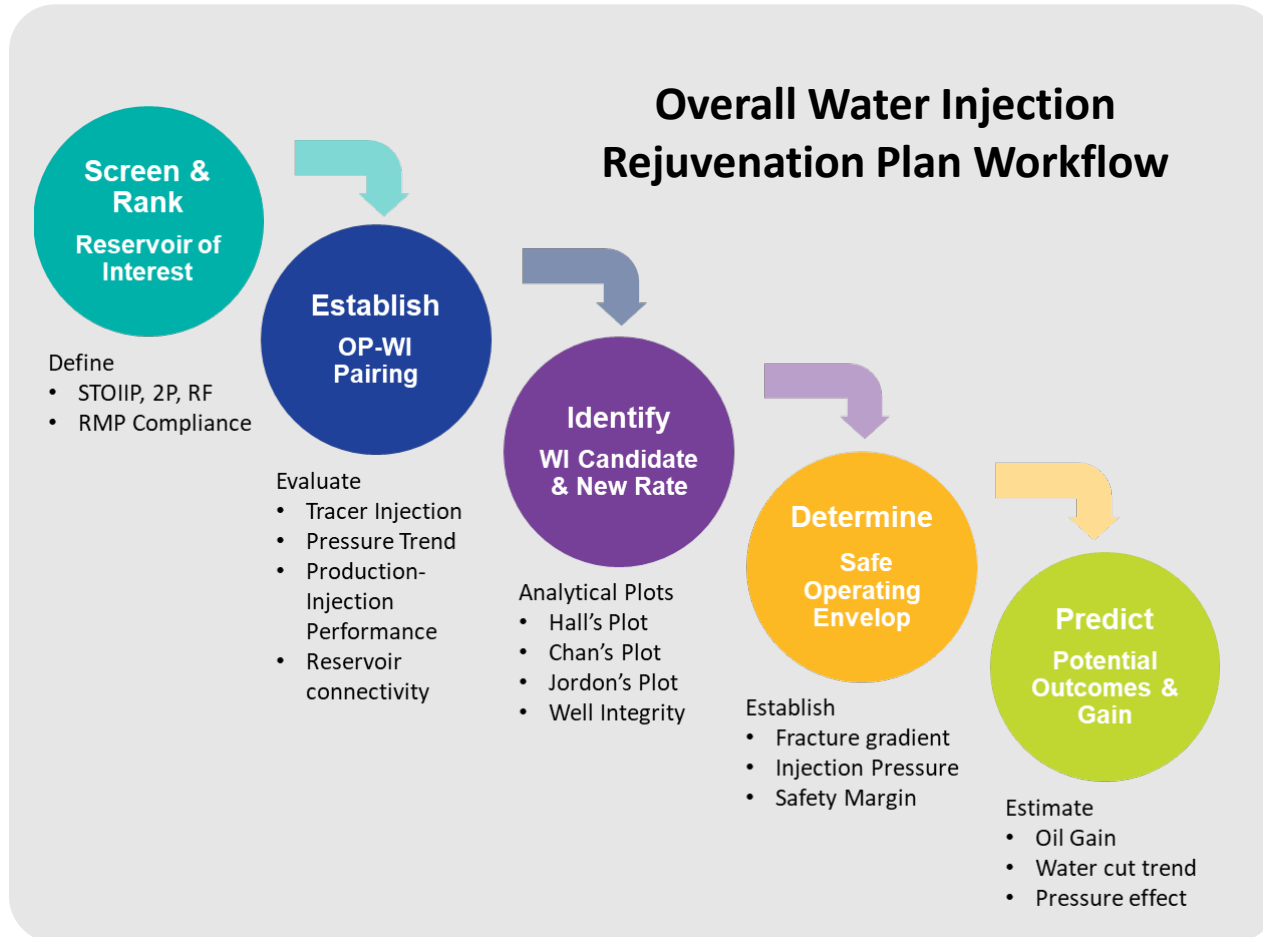 Overall Water Injection
Rejuvenation Plan Workflow
Screen &
Rank
Reservoir of
Interest
Define
• STOIIP, 2P, RF
• RMP Compliance
Establish
OP-WI
Pairing
Evaluate
• Tracer Injection
• Pressure Trend
• Production-
Injection
Performance
• Reservoir
connectivity
Identify
WI Candidate
& New Rate
Analytical Plots
• Hall’s Plot
• Chan’s Plot
• Jordon’s Plot
• Well Integrity
Determine
Safe
Operating
Envelop
Establish
• Fracture gradient
• Injection Pressure
• Safety Margin
Predict
Potential
Outcomes &
Gain
Estimate
• Oil Gain
• Water cut trend
• Pressure effect